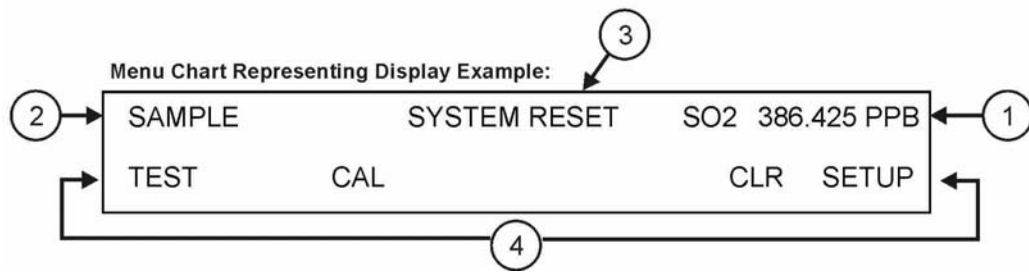 3
Menu Chart Representing Display Example:
2 SAMPLE SYSTEM RESET SO2 386.425 PPB 1
TEST CAL CLR SETUP
4